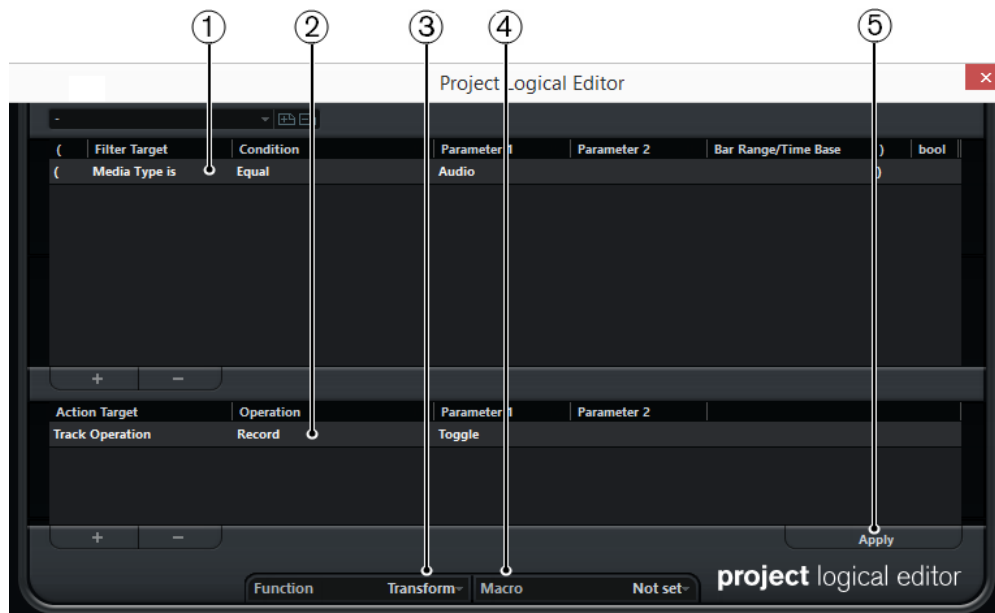 1 2 3 4 5
Project Logical Editor
-
( Filter Target Condition Parameter 1 Parameter 2 Bar Range/Time Base ) bool
( Media Type is Equal Audio )
+ −
Action Target Operation Parameter 1 Parameter 2
Track Operation Record Toggle
+ −
Apply
Function Transform Macro Not set
project logical editor